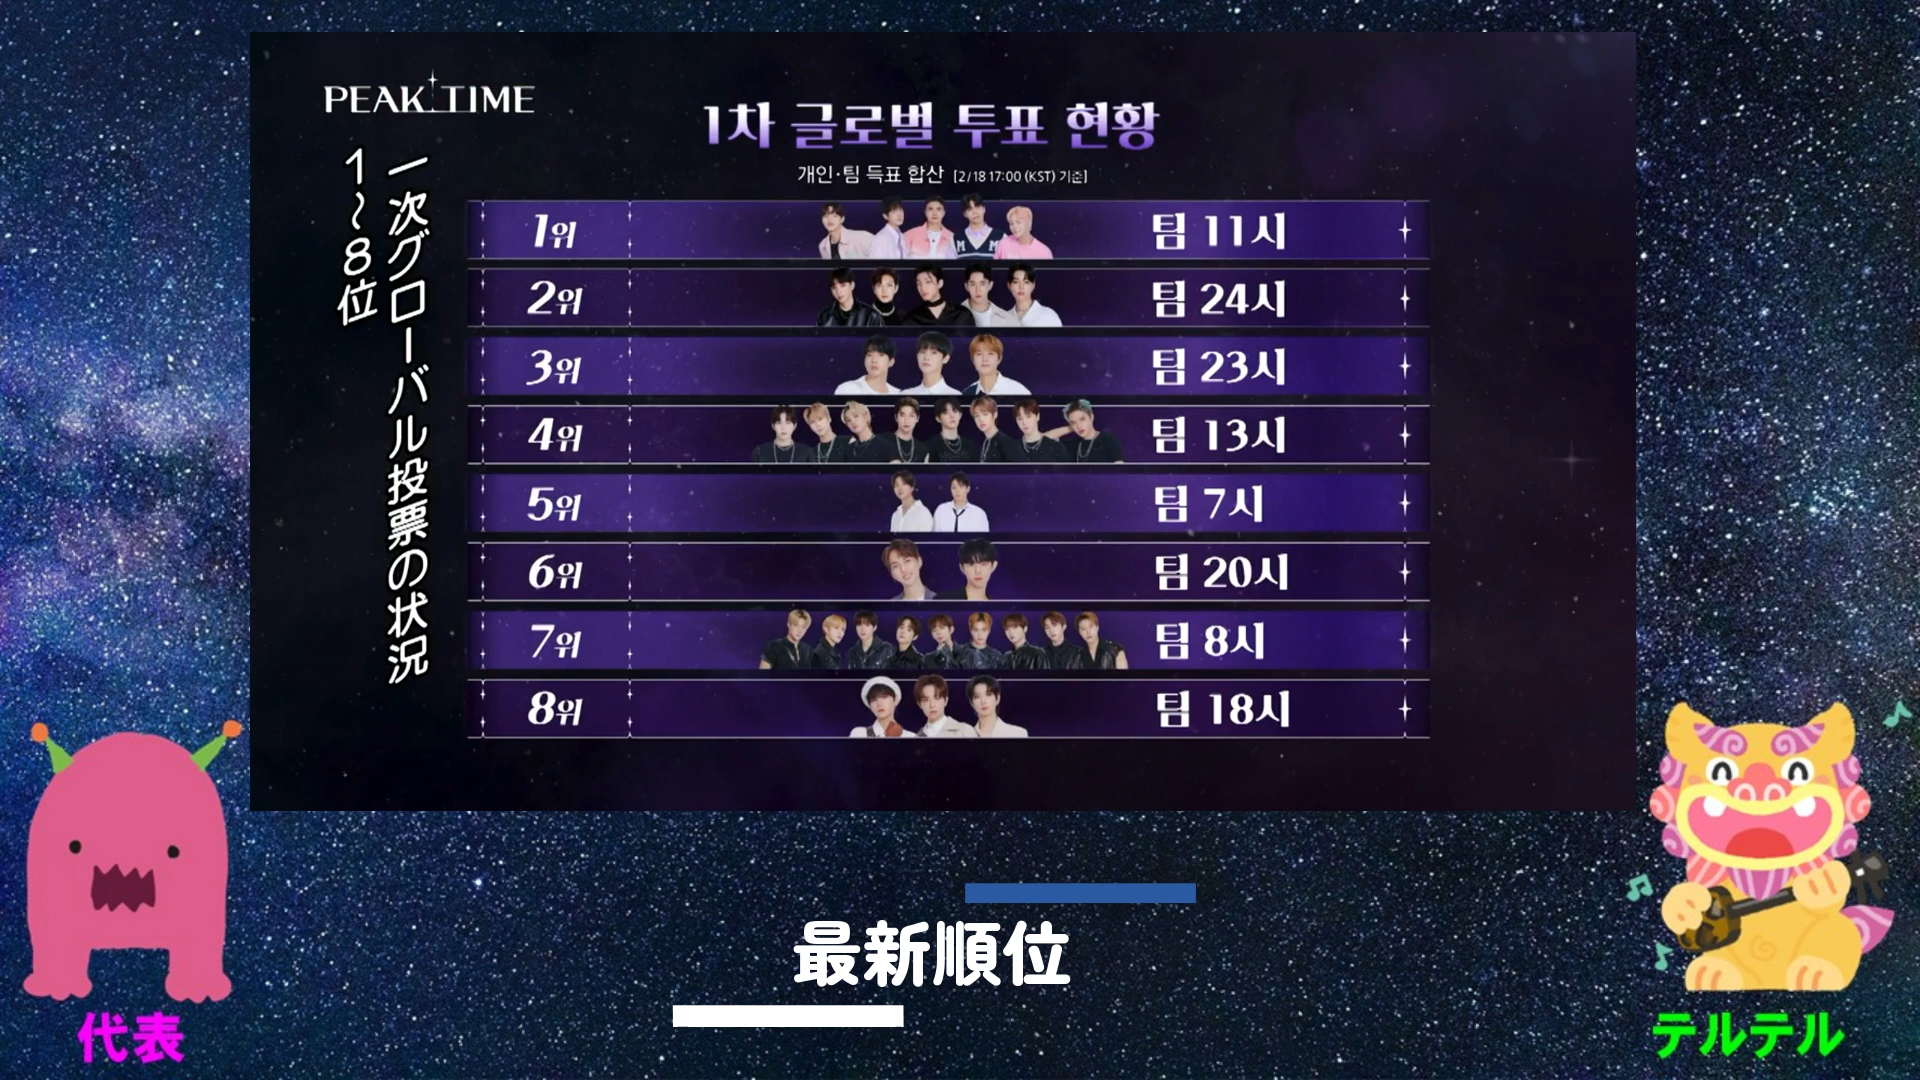 PEAK TIME
1차 글로벌 투표 현황
개인·팀 득표 합산 [2/18 17:00 (KST) 기준]
一次グローバル投票の状況
1~8位
1위 팀 11시
2위 팀 24시
3위 팀 23시
4위 팀 13시
5위 팀 7시
6위 팀 20시
7위 팀 8시
8위 팀 18시
最新順位
代表
テルテル